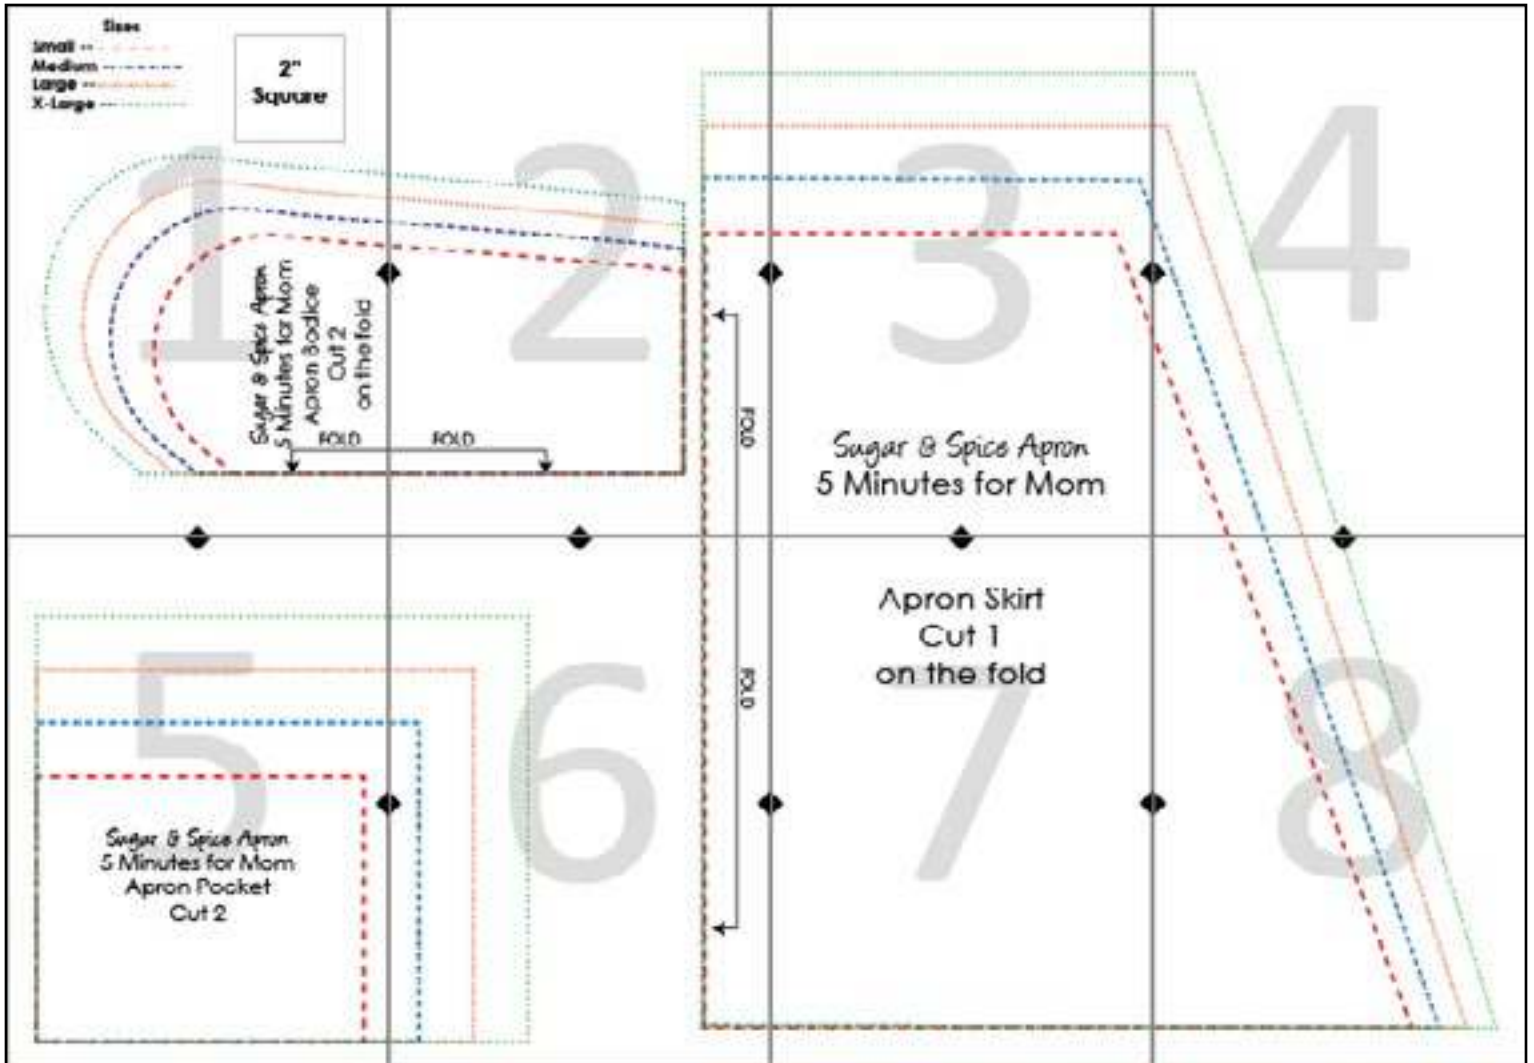 Sizes
Small
Medium
Large
X-Large
2"
Square
1
2
3
4
Sugar & Spice Apron
5 Minutes for Mom
Apron Bodice
Cut 2
on the fold
FOLD
FOLD
FOLD
Sugar & Spice Apron
5 Minutes for Mom
5
6
7
8
Apron Skirt
Cut 1
on the fold
FOLD
Sugar & Spice Apron
5 Minutes for Mom
Apron Pocket
Cut 2